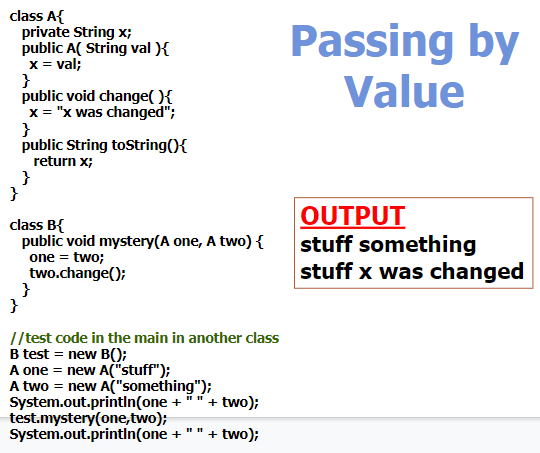 class A{
private String x;
public A( String val ){
x = val;
}
public void change( ){
x = "x was changed";
}
public String toString(){
return x;
}
}
class B{
public void mystery(A one, A two) {
one = two;
two.change();
}
}
//test code in the main in another class
B test = new B();
A one = new A("stuff");
A two = new A("something");
System.out.println(one + " " + two);
test.mystery(one,two);
System.out.println(one + " " + two);
Passing by
Value
OUTPUT
stuff something
stuff x was changed